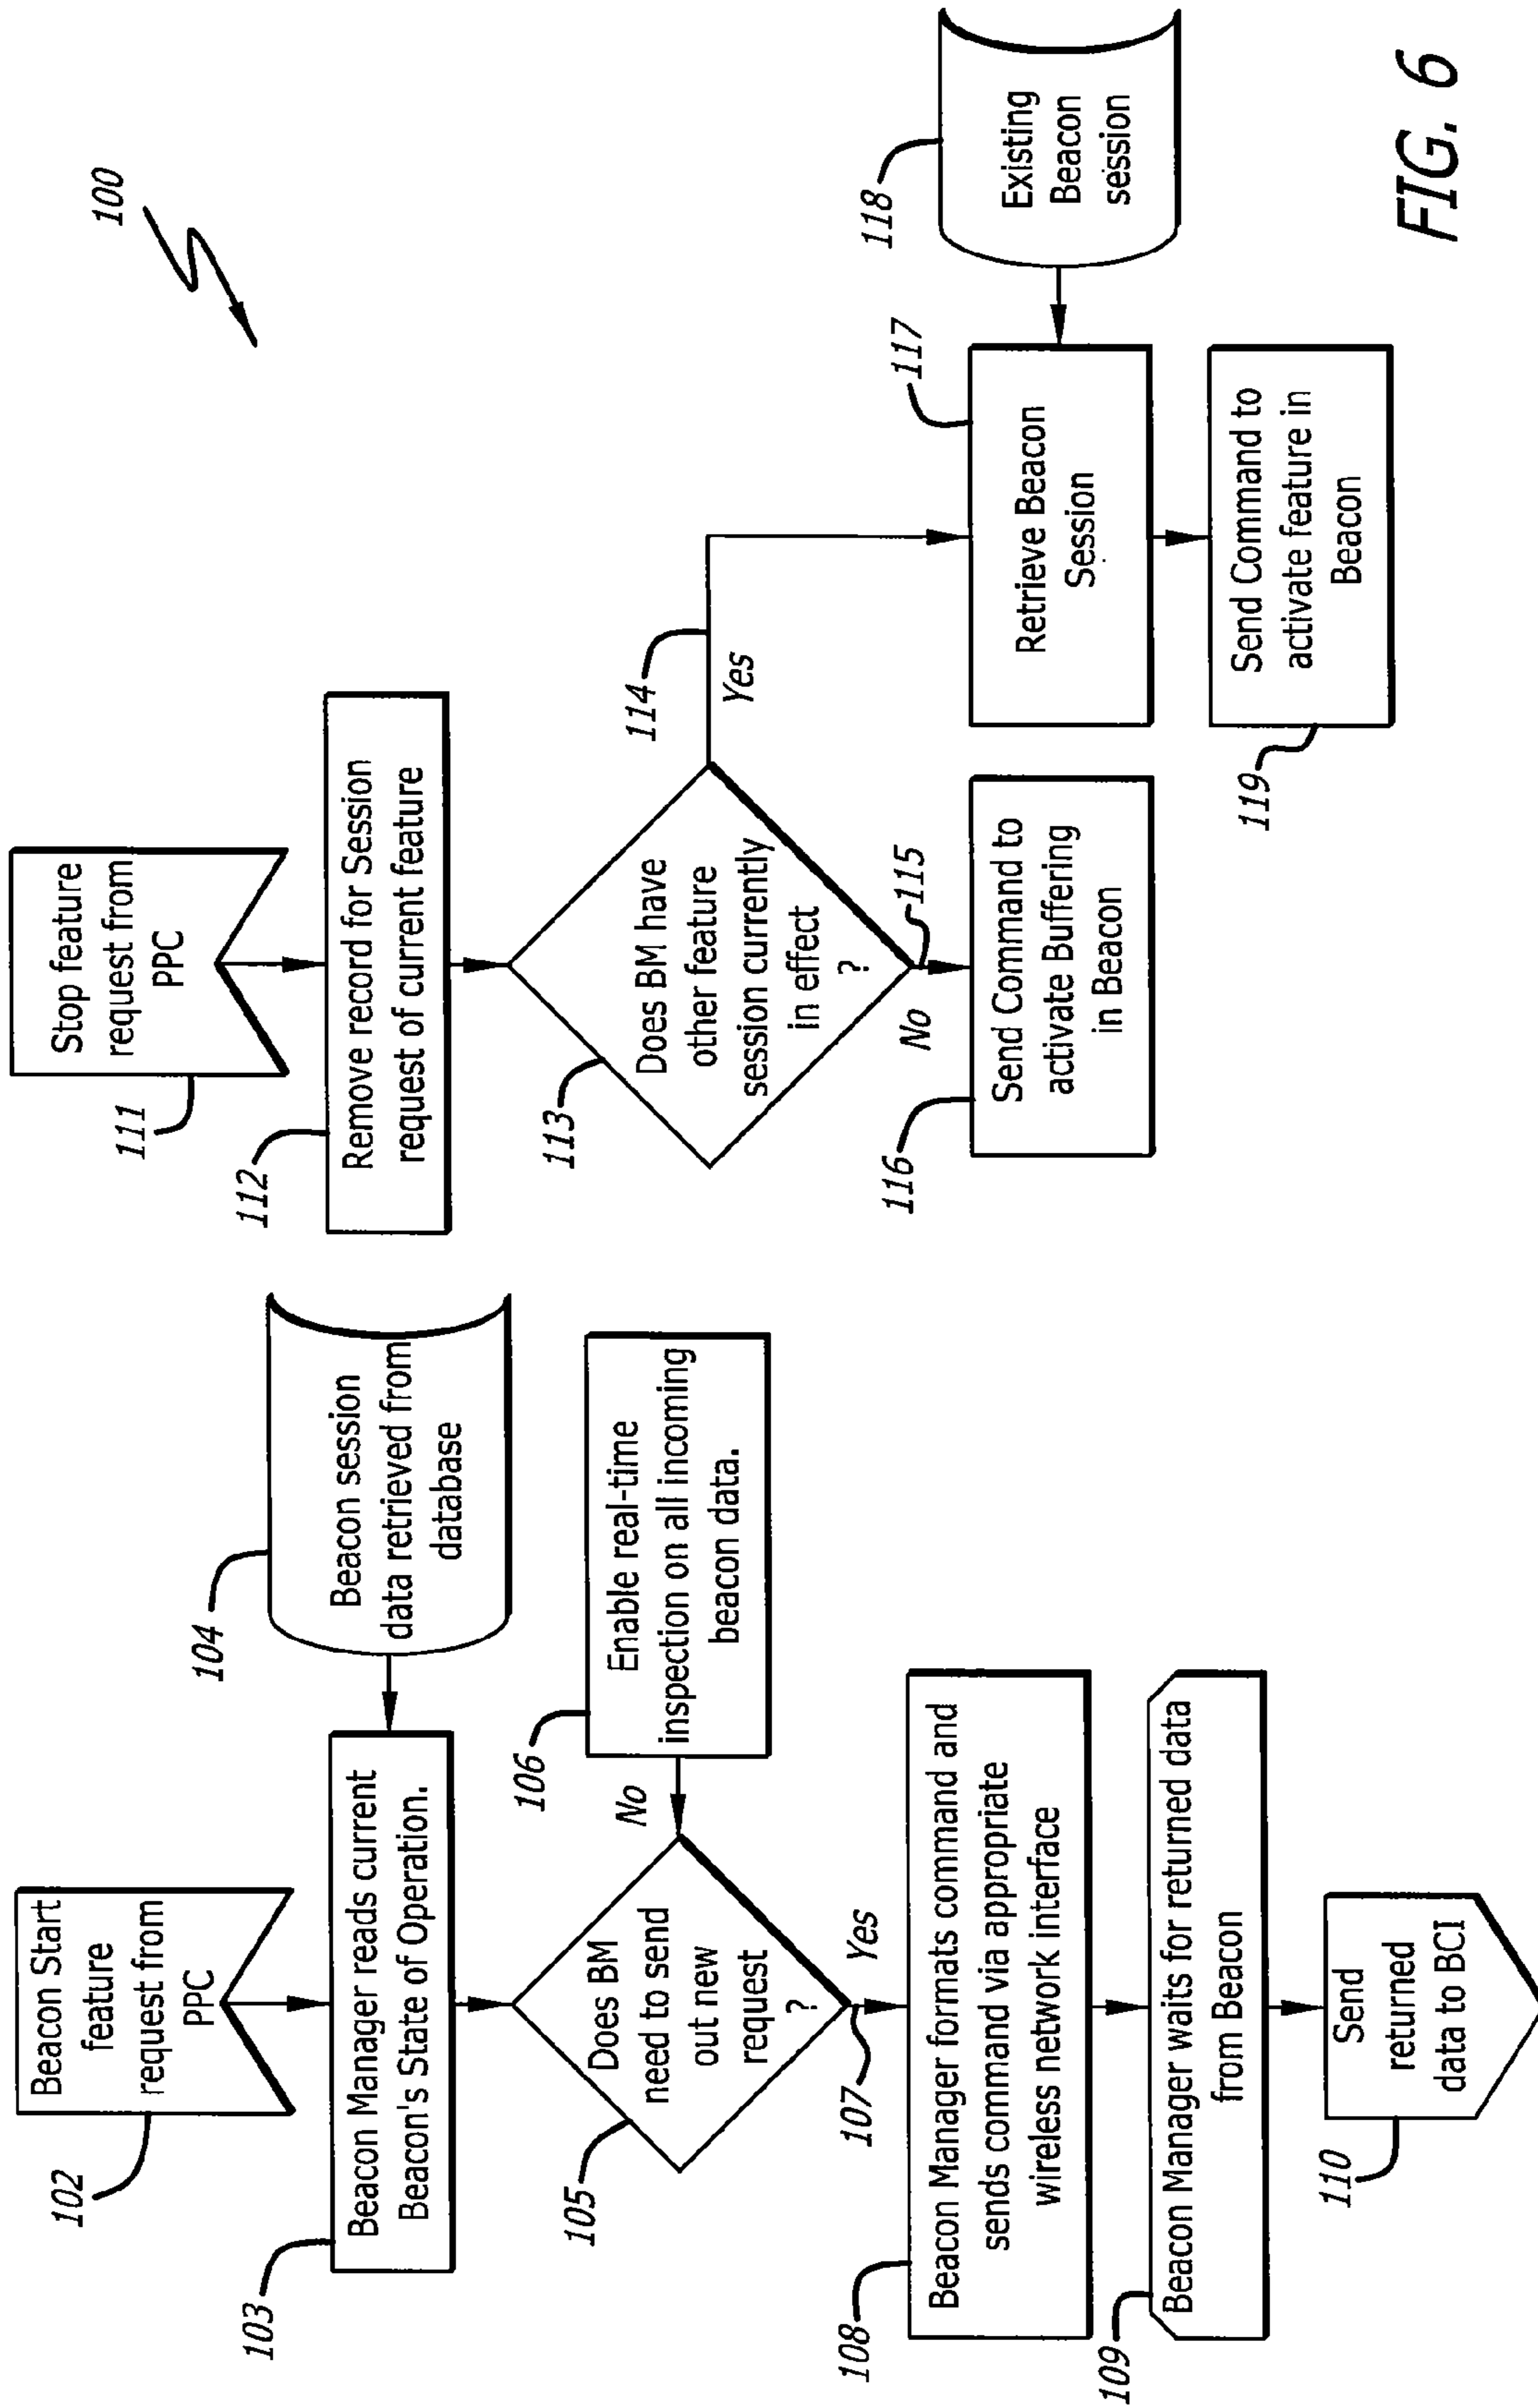 100
102
Beacon Start
feature
request from
PPC
103
Beacon Manager reads current
Beacon's State of Operation.
104
Beacon session
data retrieved from
database
105
Does BM
need to send
out new
request
?
No
106
Enable real-time
inspection on all incoming
beacon data.
107
Yes
108
Beacon Manager formats command and
sends command via appropriate
wireless network interface
109
Beacon Manager waits for returned data
from Beacon
110
Send
returned
data to BCI
111
Stop feature
request from
PPC
112
Remove record for Session
request of current feature
113
Does BM have
other feature
session currently
in effect
?
114
Yes
No
115
116
Send Command to
activate Buffering
in Beacon
117
Retrieve Beacon
Session
118
Existing
Beacon
session
119
Send Command to
activate feature in
Beacon
FIG. 6